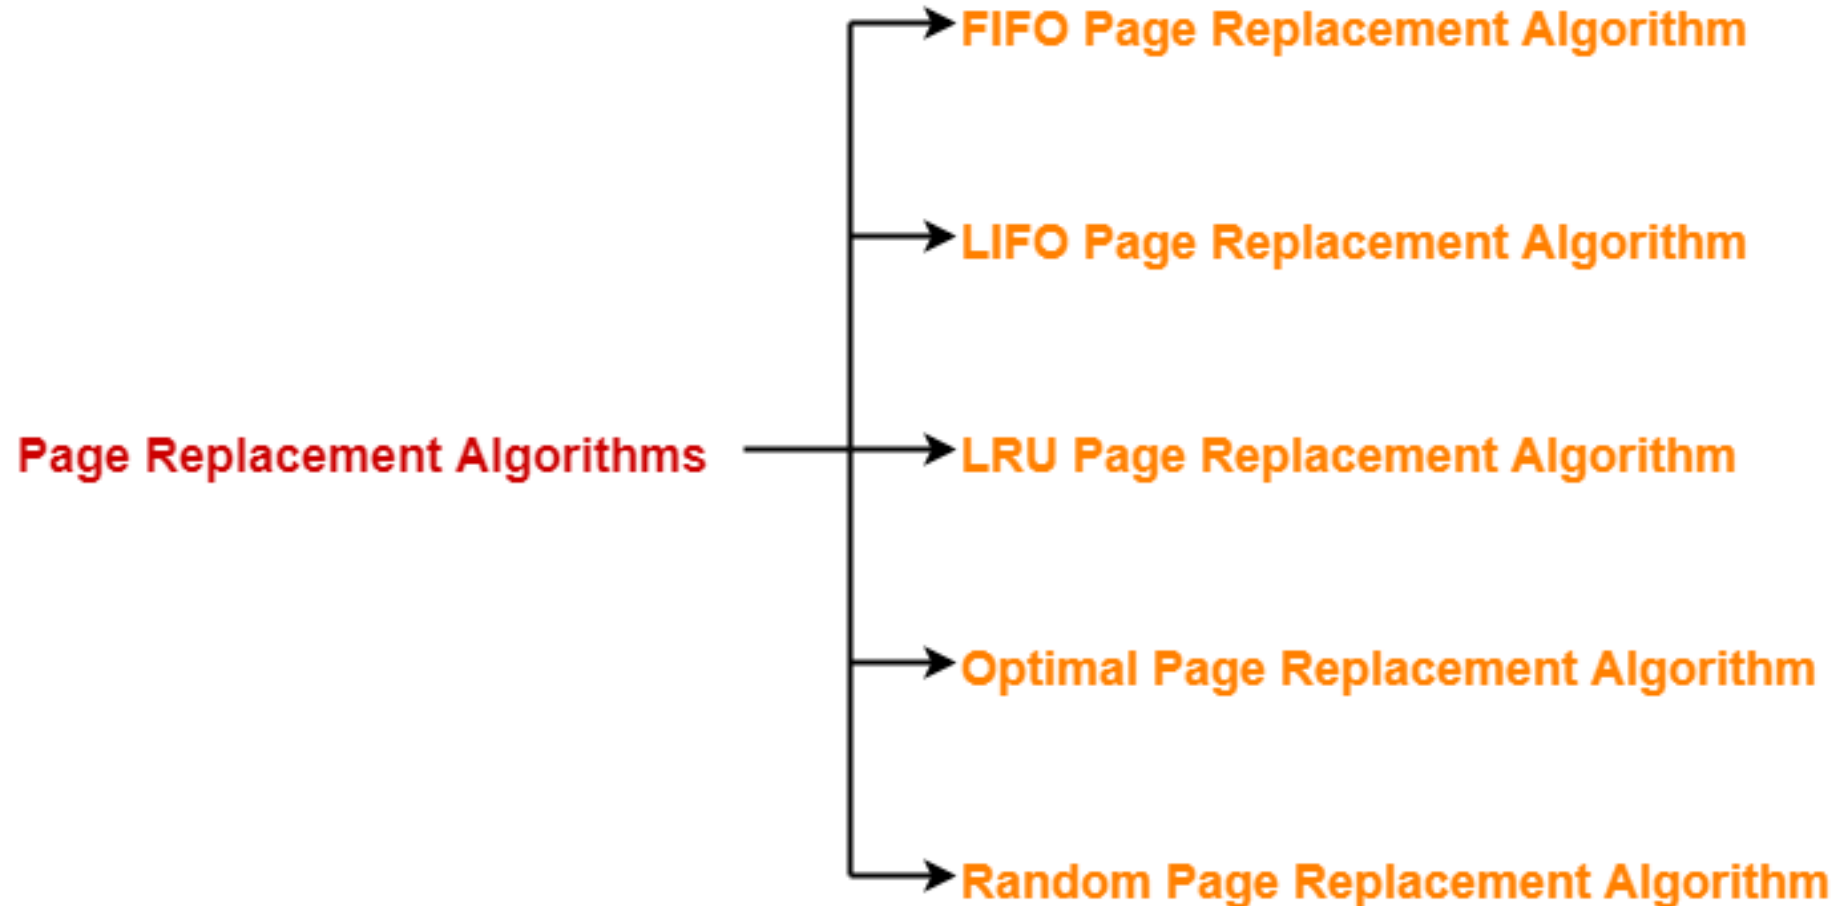 FIFO Page Replacement Algorithm
LIFO Page Replacement Algorithm
Page Replacement Algorithms
LRU Page Replacement Algorithm
Optimal Page Replacement Algorithm
Random Page Replacement Algorithm